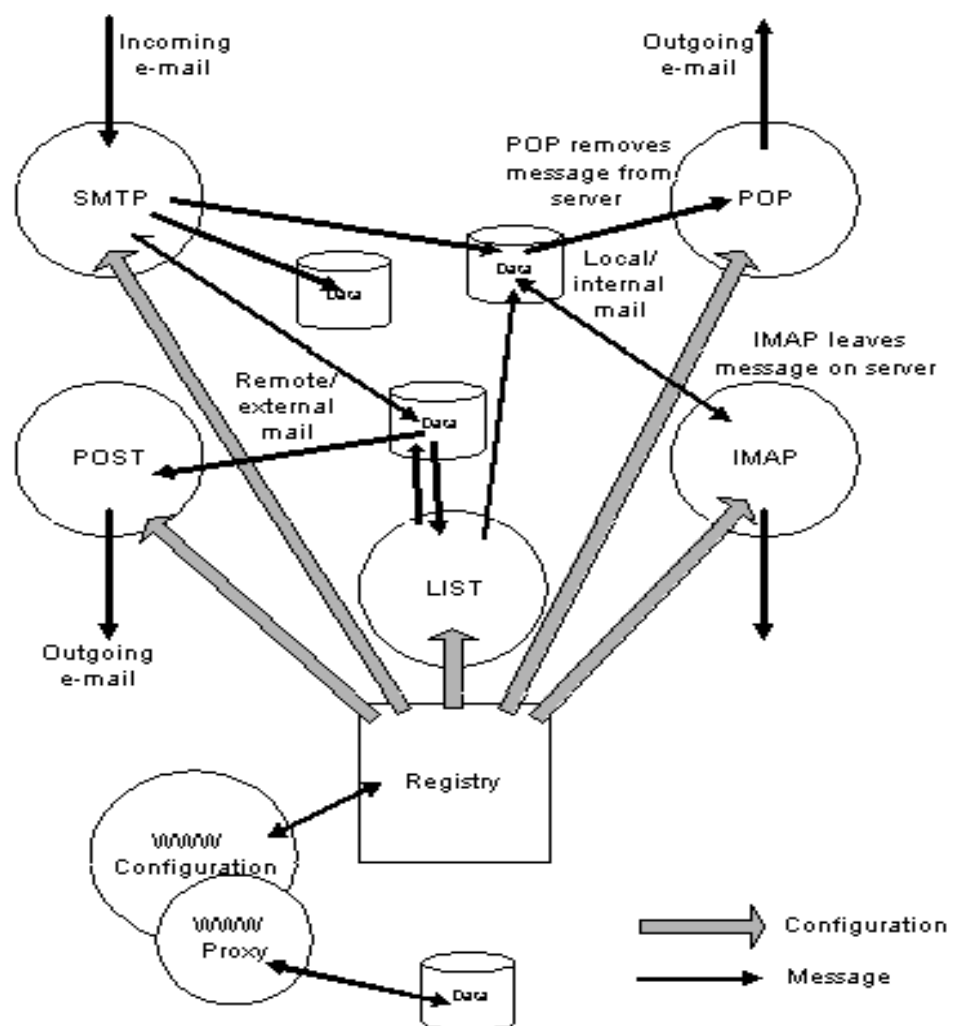 Incoming
e-mail
Outgoing
e-mail
SMTP
POP removes
message from
server
POP
Data
Data
Local/
internal
mail
IMAP leaves
message on server
Remote/
external
mail
Data
POST
IMAP
LIST
Outgoing
e-mail
Registry
WWW
Configuration
WWW
Proxy
Data
Configuration
Message